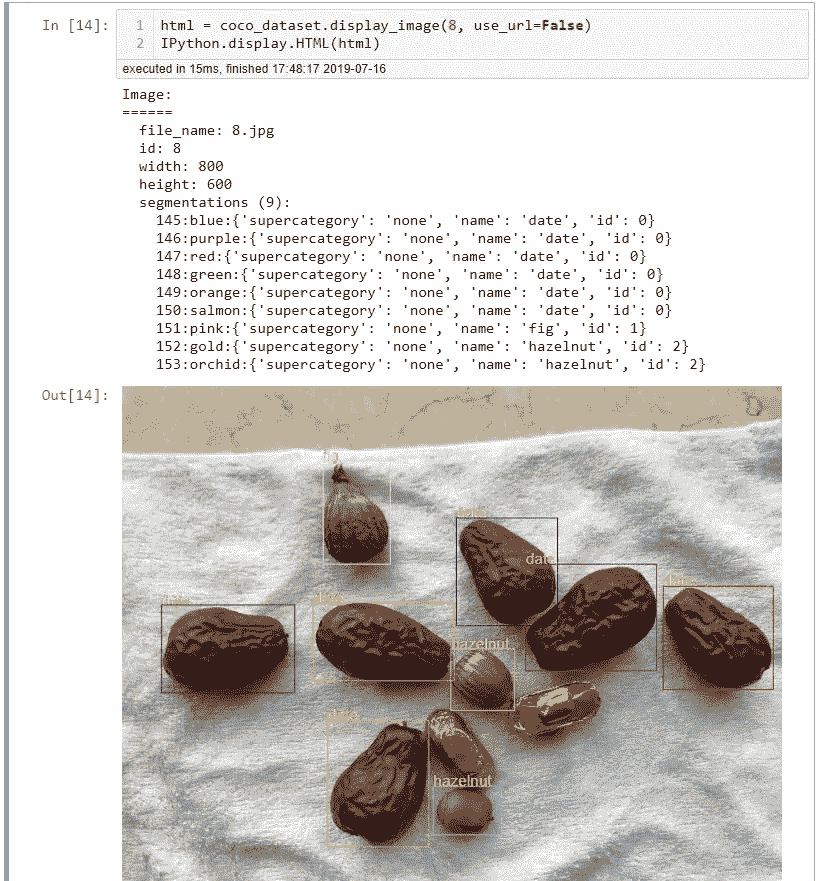 In [14]:
1 html = coco_dataset.display_image(8, use_url=False)
2 IPython.display.HTML(html)
executed in 15ms, finished 17:48:17 2019-07-16
Image:
======
file_name: 8.jpg
id: 8
width: 800
height: 600
segmentations (9):
145:blue:{'supercategory': 'none', 'name': 'date', 'id': 0}
146:purple:{'supercategory': 'none', 'name': 'date', 'id': 0}
147:red:{'supercategory': 'none', 'name': 'date', 'id': 0}
148:green:{'supercategory': 'none', 'name': 'date', 'id': 0}
149:orange:{'supercategory': 'none', 'name': 'date', 'id': 0}
150:salmon:{'supercategory': 'none', 'name': 'date', 'id': 0}
151:pink:{'supercategory': 'none', 'name': 'fig', 'id': 1}
152:gold:{'supercategory': 'none', 'name': 'hazelnut', 'id': 2}
153:orchid:{'supercategory': 'none', 'name': 'hazelnut', 'id': 2}
Out[14]:
fig
date
date
date
date
date
hazelnut
date
hazelnut